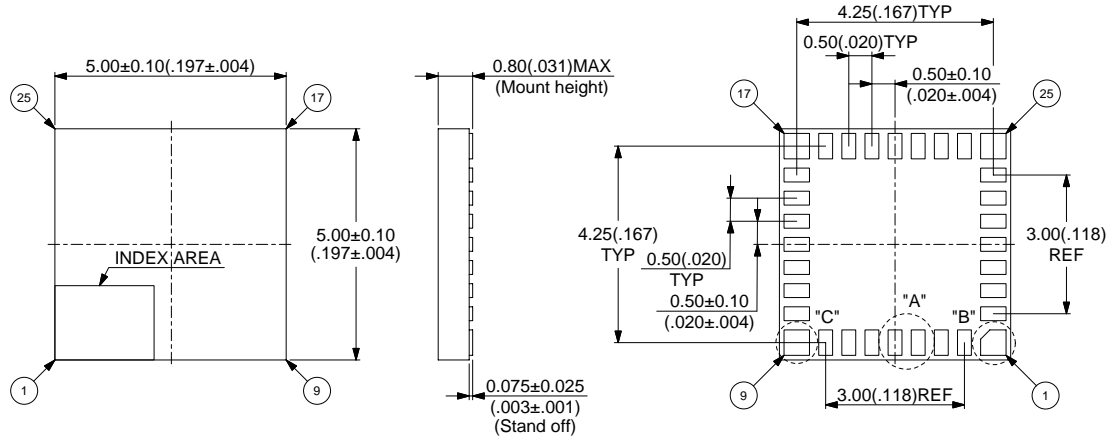 5.00±0.10(.197±.004)
25
17
5.00±0.10
(.197±.004)
INDEX AREA
1
9
0.80(.031)MAX
(Mount height)
0.075±0.025
(.003±.001)
(Stand off)
4.25(.167)TYP
0.50(.020)TYP
0.50±0.10
(.020±.004)
17
25
4.25(.167)
TYP
0.50(.020)
TYP
0.50±0.10
(.020±.004)
3.00(.118)
REF
"C"
"A"
"B"
9
3.00(.118)REF
1